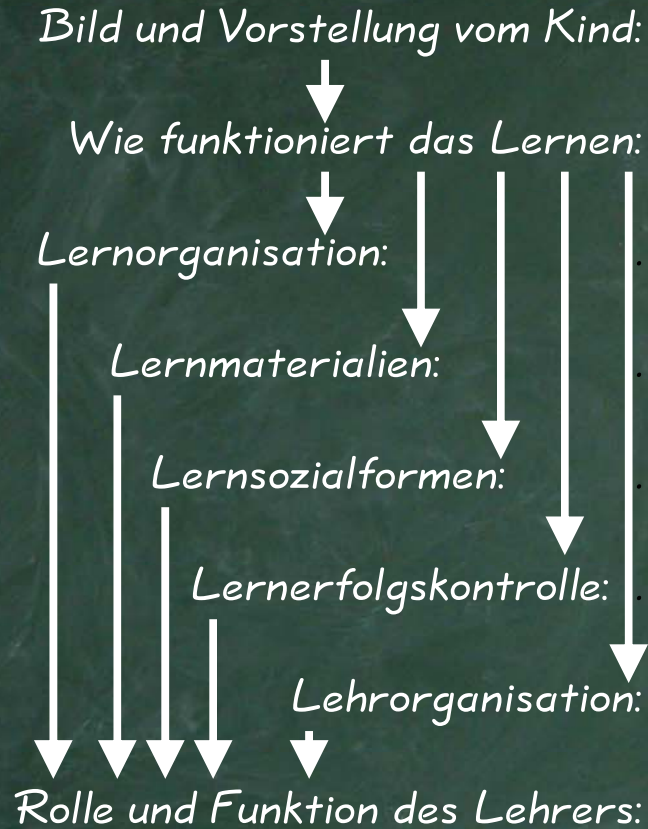 Bild und Vorstellung vom Kind:
Wie funktioniert das Lernen:
Lernorganisation:
Lernmaterialien:
Lernsozialformen:
Lernerfolgskontrolle:
Lehrorganisation:
Rolle und Funktion des Lehrers: